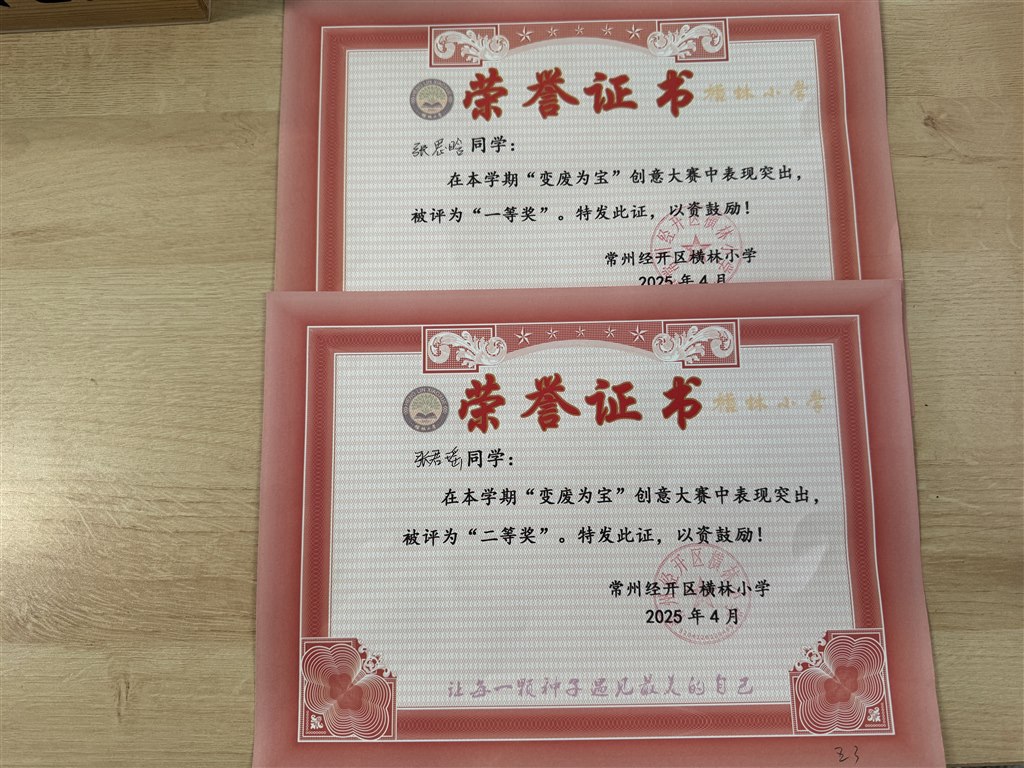 荣誉证书 横林小学
张恩晗同学：
在本学期“变废为宝”创意大赛中表现突出，
被评为“一等奖”。特发此证，以资鼓励！
常州经开区横林小学
2025年4月
荣誉证书 横林小学
张君瑶同学：
在本学期“变废为宝”创意大赛中表现突出，
被评为“二等奖”。特发此证，以资鼓励！
常州经开区横林小学
2025年4月
让每一颗种子遇见最美的自己